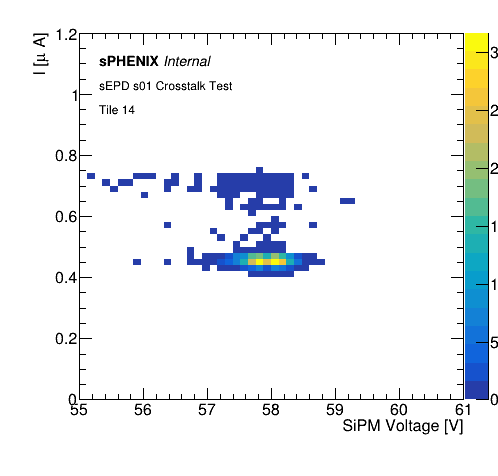 I [μ A]
1.2
sPHENIX Internal
1
sEPD s01 Crosstalk Test
Tile 14
0.8
0.6
0.4
0.2
0
55 56 57 58 59 60 61
SiPM Voltage [V]
3
2
2
1
1
5
0